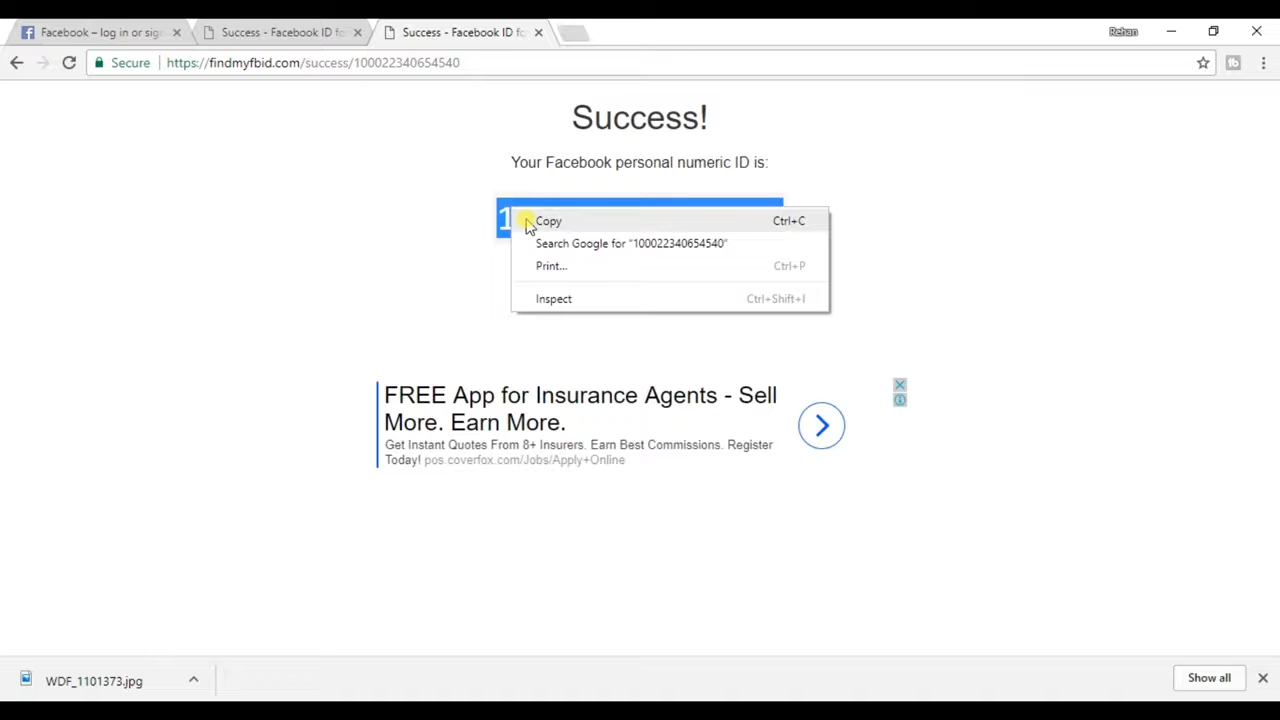 Facebook – log in or sign
Success - Facebook ID fo
Success - Facebook ID fo
Rehan
Secure
https://findmyfbid.com/success/100022340654540
Success!
Your Facebook personal numeric ID is:
1
Copy Ctrl+C
Search Google for "100022340654540"
Print... Ctrl+P
Inspect Ctrl+Shift+I
FREE App for Insurance Agents - Sell
More. Earn More.
Get Instant Quotes From 8+ Insurers. Earn Best Commissions. Register
Today! pos.coverfox.com/Jobs/Apply+Online
WDF_1101373.jpg
Show all